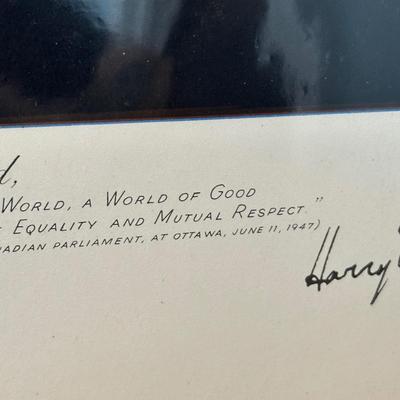 d,
World, a World of Good
Equality and Mutual Respect."
adian Parliament, at Ottawa, June 11, 1947)
Harry